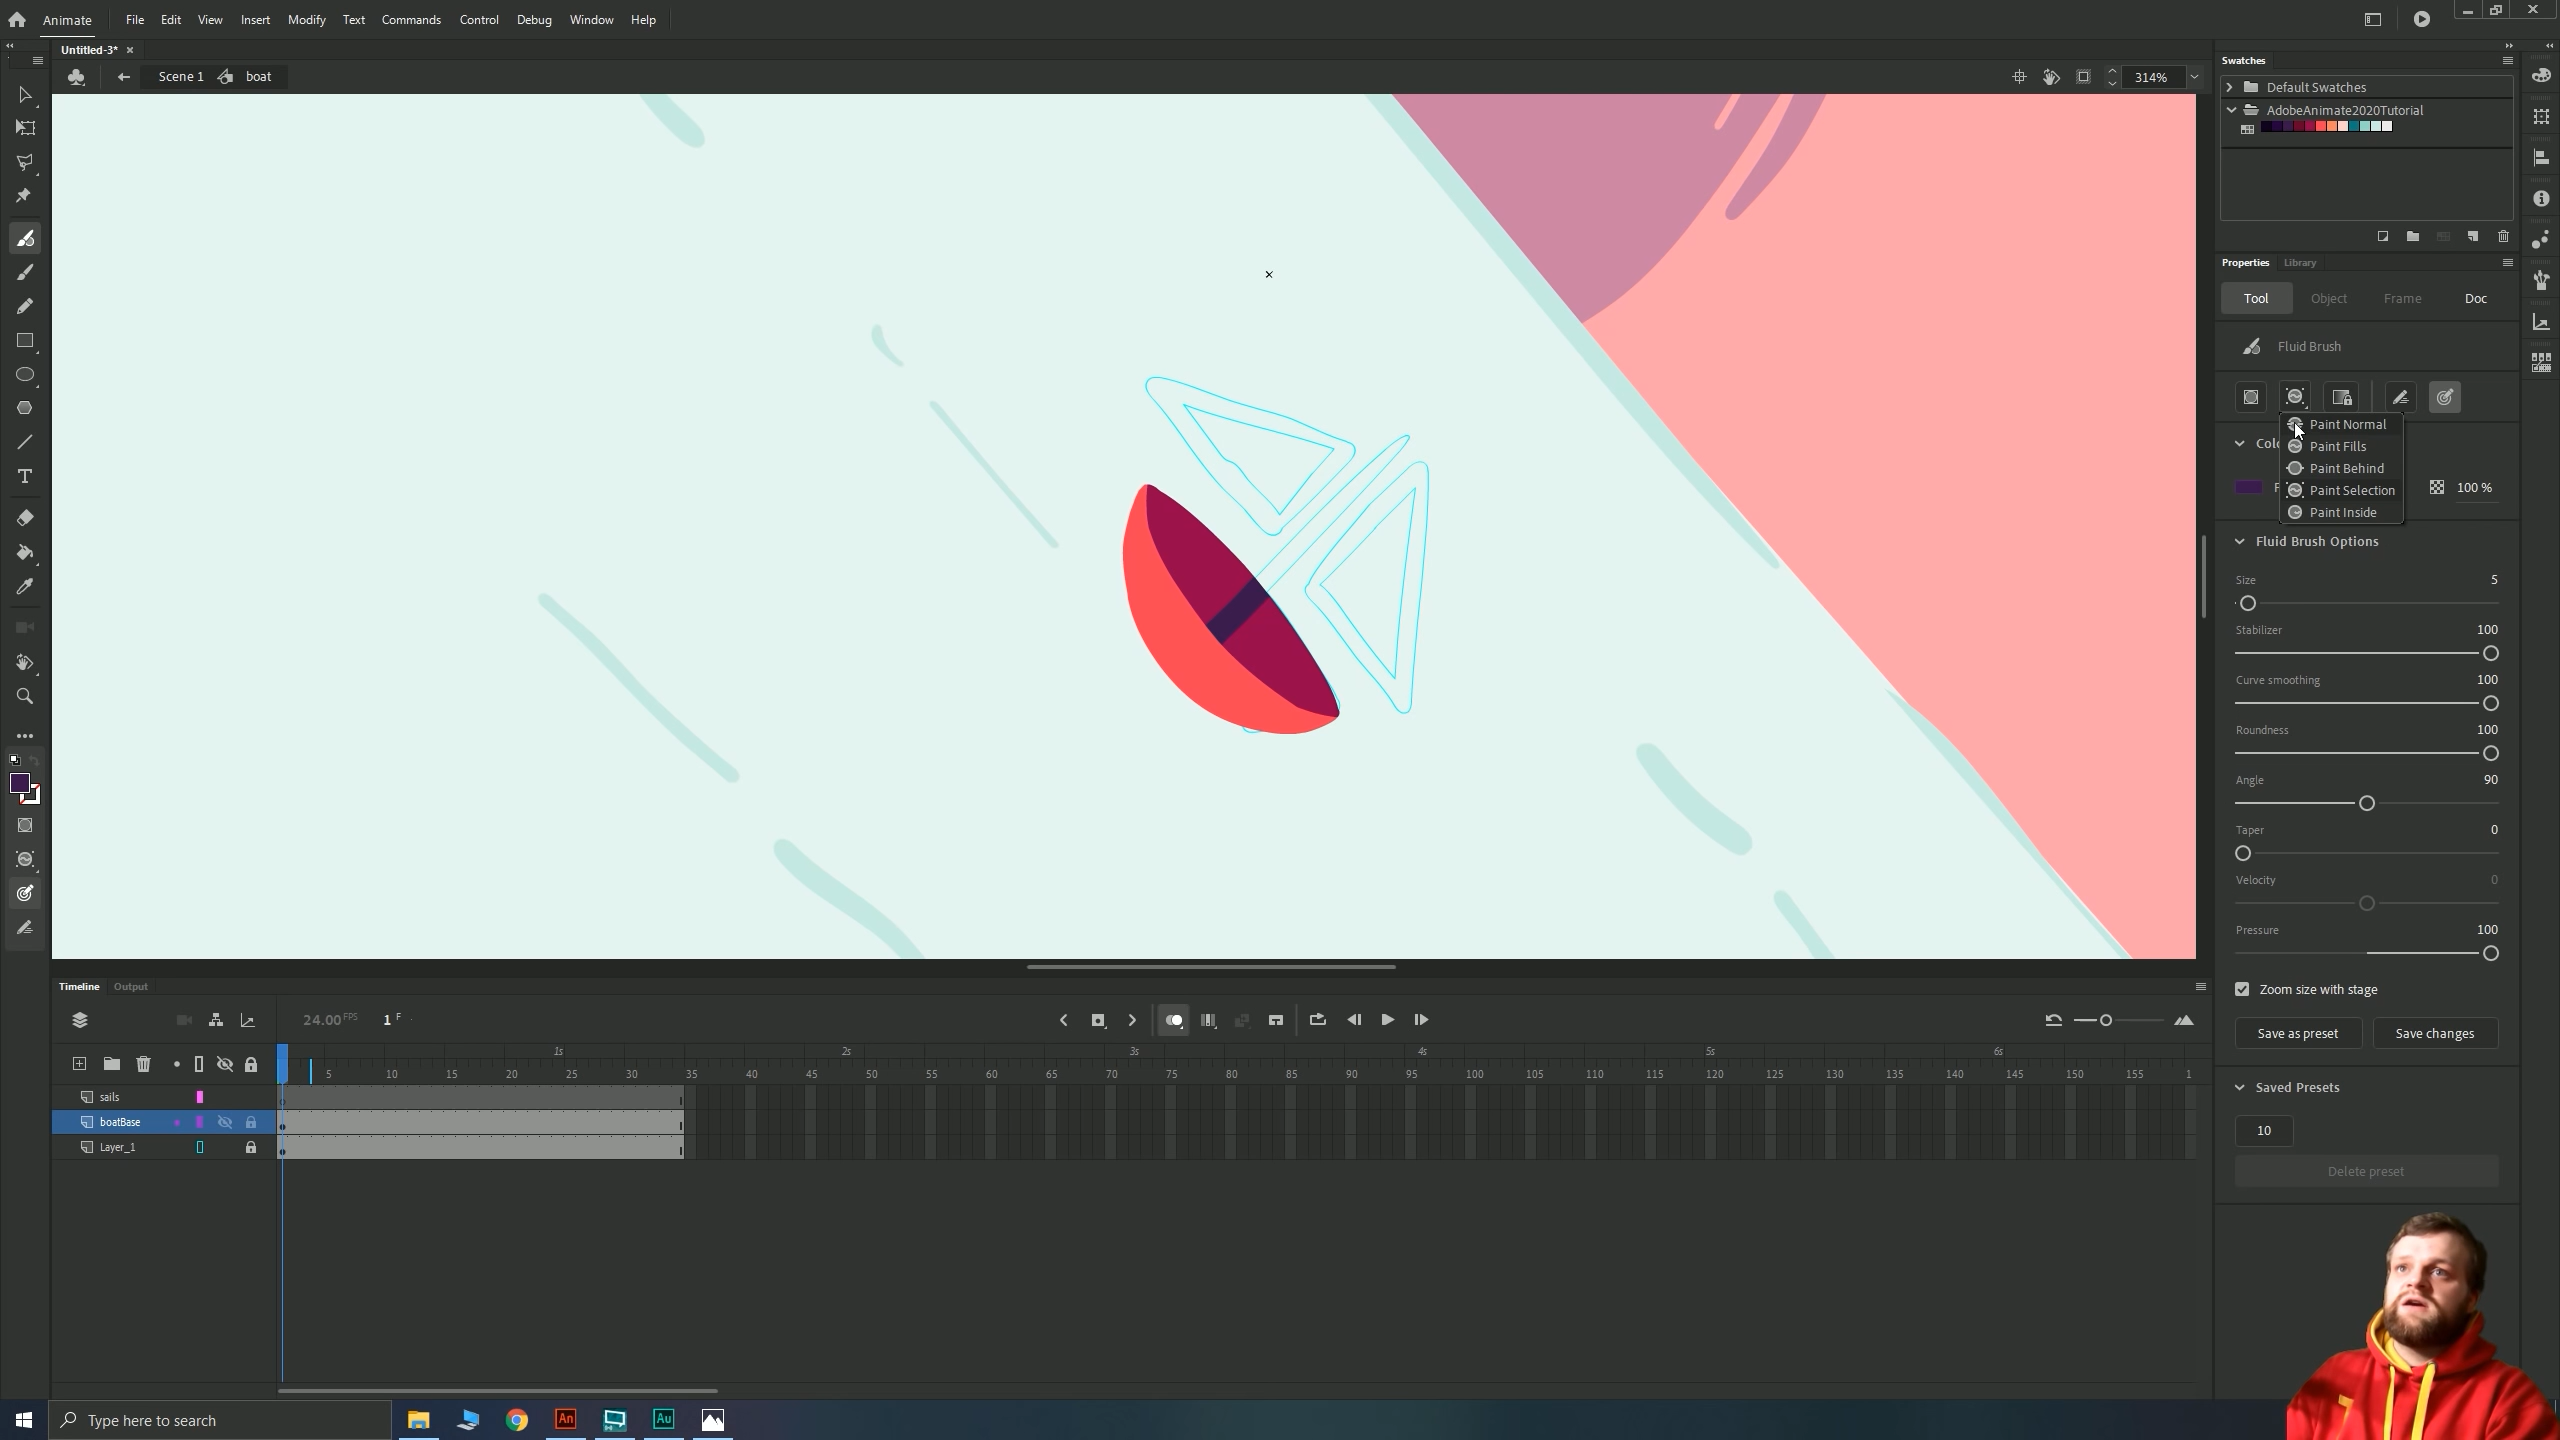 Animate File Edit View Insert Modify Text Commands Control Debug Window Help
Untitled-3* ×
Scene 1 boat 314%
Swatches
Default Swatches
AdobeAnimate2020Tutorial
Properties Library
Tool Object Frame Doc
Fluid Brush
Paint Normal
Paint Fills
Paint Behind
Paint Selection
Paint Inside
100 %
Fluid Brush Options
Size 5
Stabilizer 100
Curve smoothing 100
Roundness 100
Angle 90
Taper 0
Velocity 0
Pressure 100
Zoom size with stage
Save as preset Save changes
Saved Presets
10
Delete preset
Timeline Output
24.00 FPS 1 F
1s 2s 3s 4s 5s 6s
5 10 15 20 25 30 35 40 45 50 55 60 65 70 75 80 85 90 95 100 105 110 115 120 125 130 135 140 145 150 155 1
sails
boatBase
Layer_1
Type here to search An Au